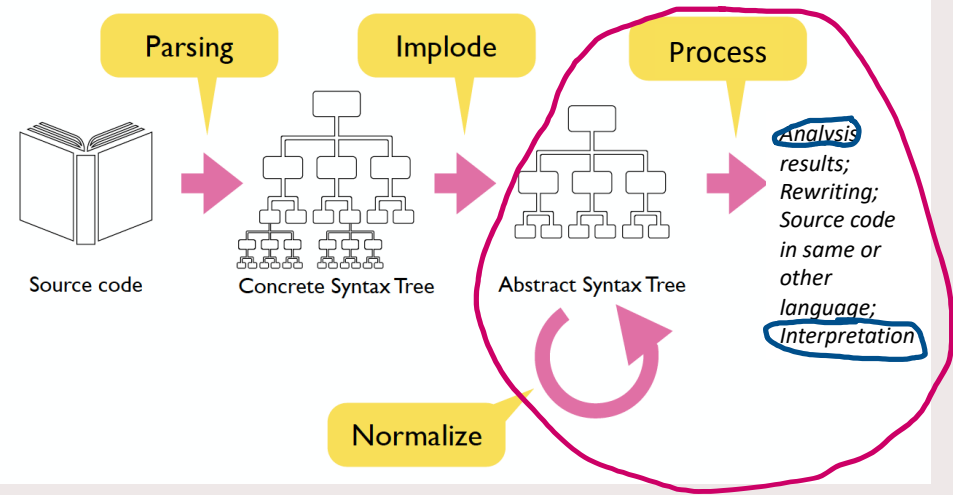 Parsing
Implode
Process
Analysis
results;
Rewriting;
Source code
in same or
other
language;
Interpretation
Source code
Concrete Syntax Tree
Abstract Syntax Tree
Normalize